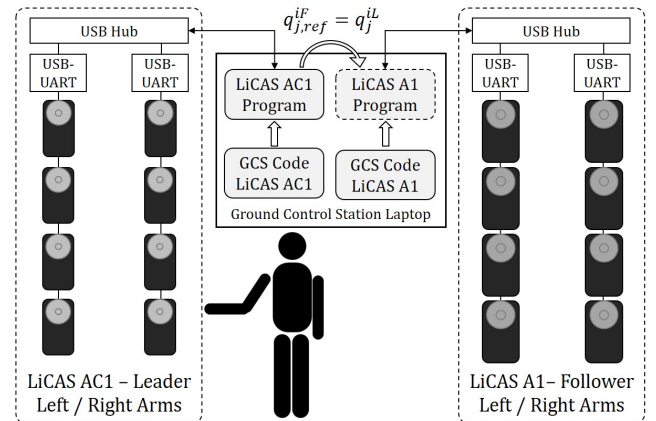 USB Hub
USB-
UART
USB-
UART
LiCAS AC1 – Leader
Left / Right Arms
q_{j,ref}^{iF} = q_j^{iL}
LiCAS AC1
Program
LiCAS A1
Program
GCS Code
LiCAS AC1
GCS Code
LiCAS A1
Ground Control Station Laptop
USB Hub
USB-
UART
USB-
UART
LiCAS A1– Follower
Left / Right Arms